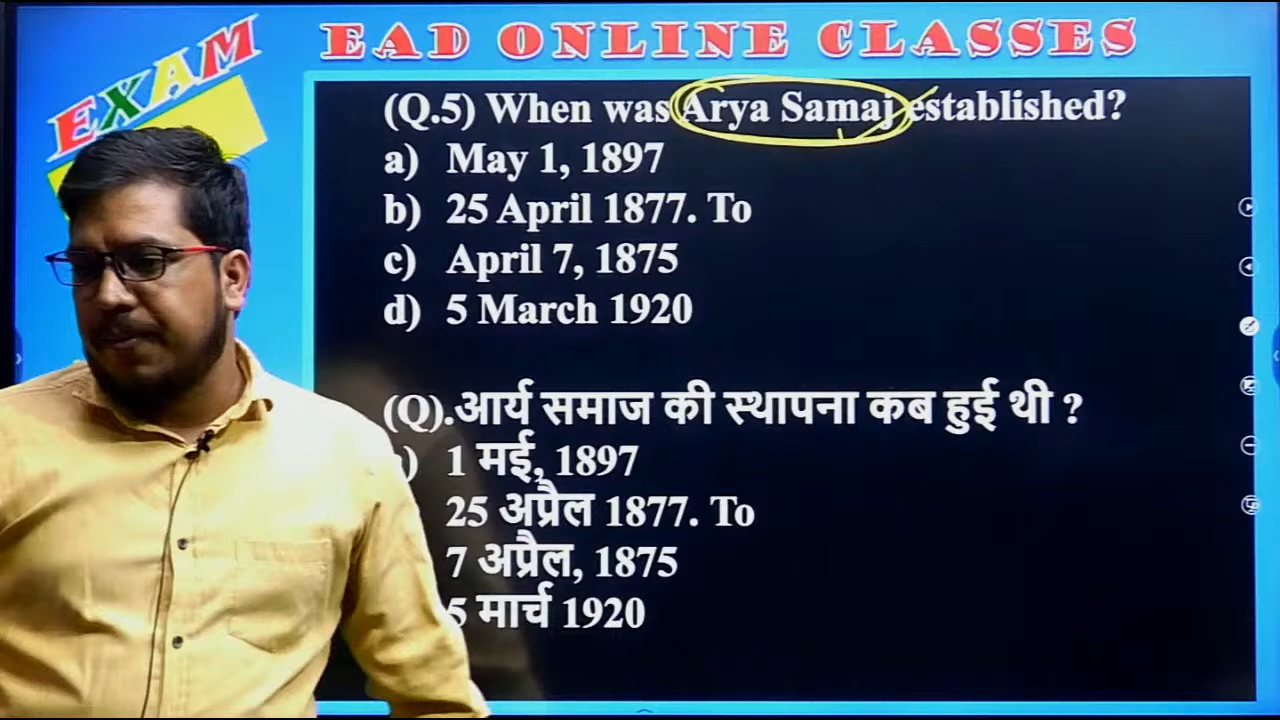 EXAM
EAD ONLINE CLASSES
(Q.5) When was Arya Samaj established?
a) May 1, 1897
b) 25 April 1877. To
c) April 7, 1875
d) 5 March 1920
(Q).आर्य समाज की स्थापना कब हुई थी ?
1 मई, 1897
25 अप्रैल 1877. To
7 अप्रैल, 1875
5 मार्च 1920